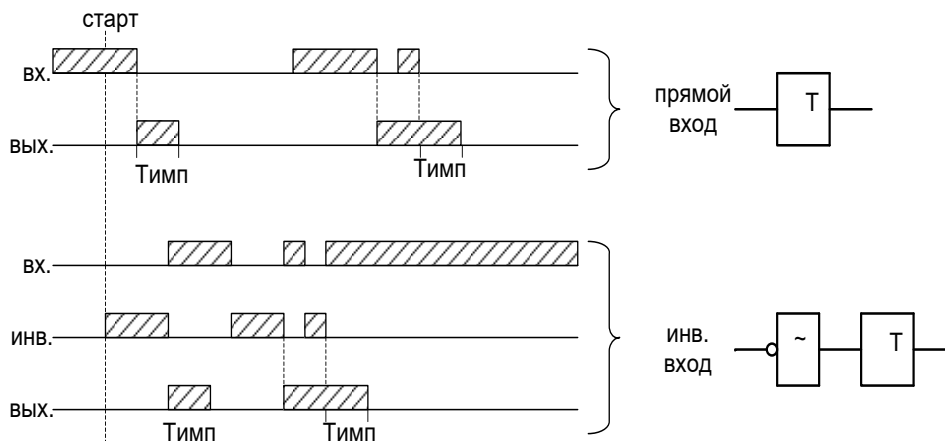 старт
вх.
вых.
Тимп
Тимп
прямой
вход
T
вх.
инв.
вых.
Тимп
Тимп
инв.
вход
~
T